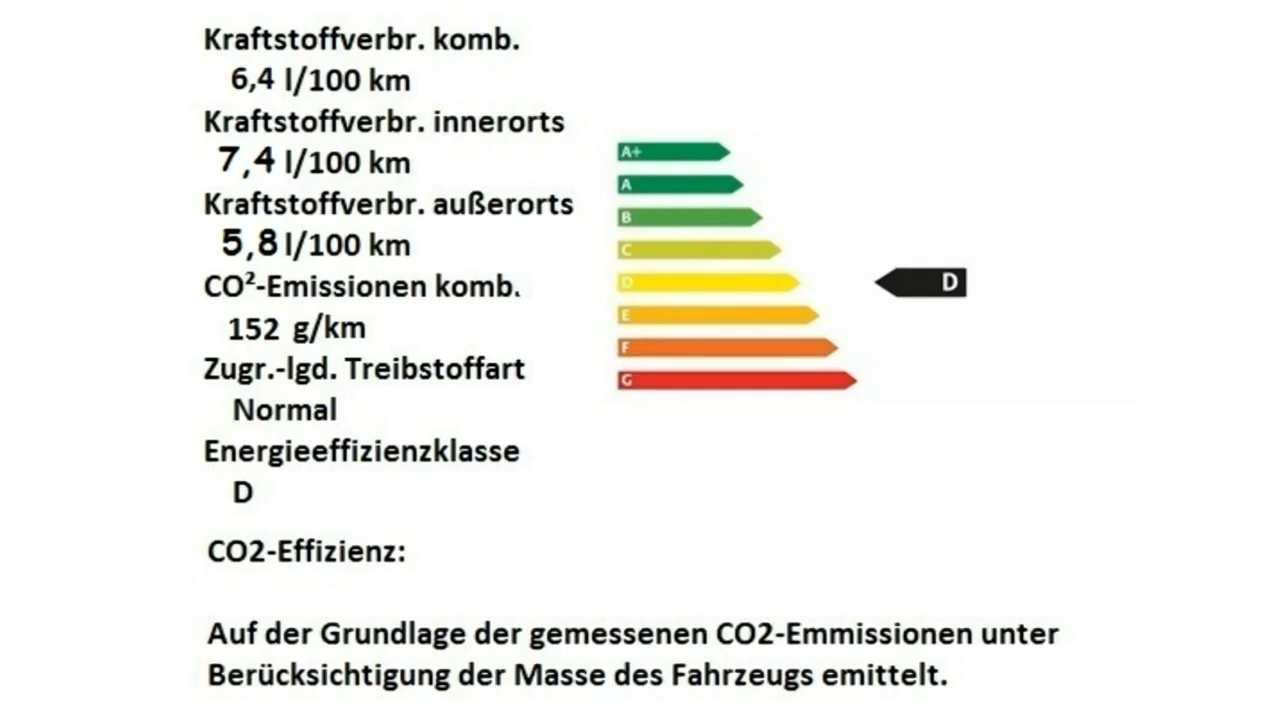 Kraftstoffverbr. komb.
6,4 l/100 km
Kraftstoffverbr. innerorts
7,4 l/100 km
Kraftstoffverbr. außerorts
5,8 l/100 km
CO²-Emissionen komb.
152 g/km
Zugr.-lgd. Treibstoffart
Normal
Energieeffizienzklasse
D
A+
A
B
C
D
D
E
F
G
CO2-Effizienz:
Auf der Grundlage der gemessenen CO2-Emmissionen unter
Berücksichtigung der Masse des Fahrzeugs emittelt.